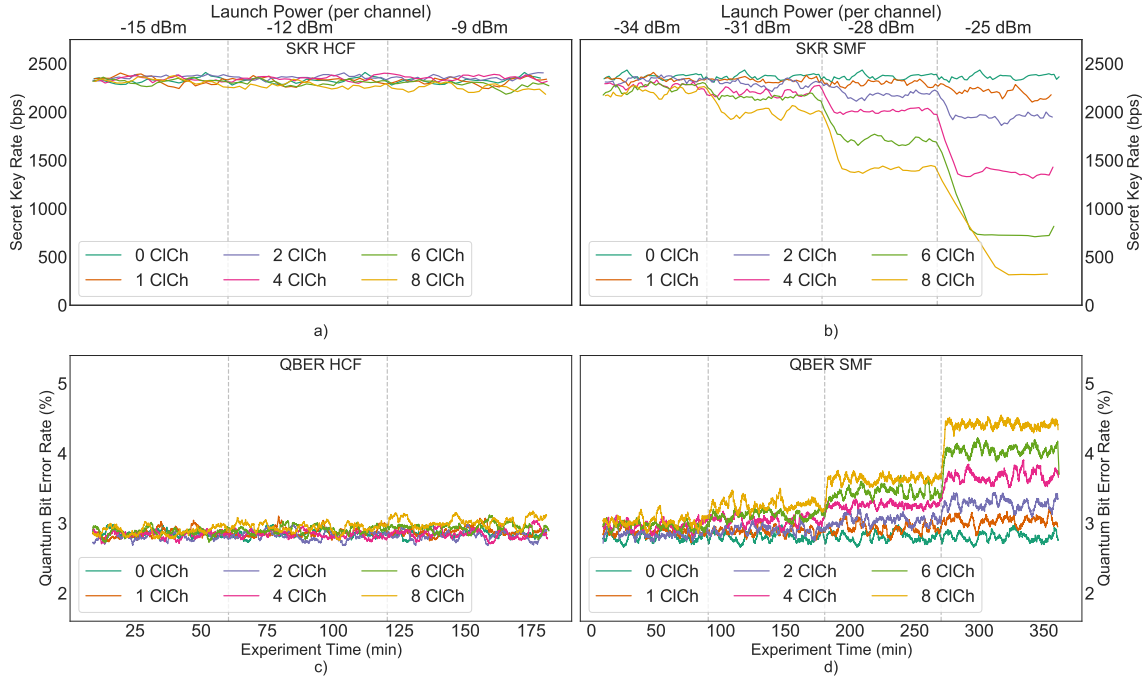 Launch Power (per channel)
-15 dBm -12 dBm -9 dBm
SKR HCF
Secret Key Rate (bps)
2500
2000
1500
1000
500
0
0 ClCh 2 ClCh 6 ClCh
1 ClCh 4 ClCh 8 ClCh
a)
Launch Power (per channel)
-34 dBm -31 dBm -28 dBm -25 dBm
SKR SMF
2500
2000
1500
1000
500
0
Secret Key Rate (bps)
0 ClCh 2 ClCh 6 ClCh
1 ClCh 4 ClCh 8 ClCh
b)
QBER HCF
Quantum Bit Error Rate (%)
5
4
3
2
0 ClCh 2 ClCh 6 ClCh
1 ClCh 4 ClCh 8 ClCh
25 50 75 100 125 150 175
Experiment Time (min)
c)
QBER SMF
5
4
3
2
Quantum Bit Error Rate (%)
0 ClCh 2 ClCh 6 ClCh
1 ClCh 4 ClCh 8 ClCh
0 50 100 150 200 250 300 350
Experiment Time (min)
d)